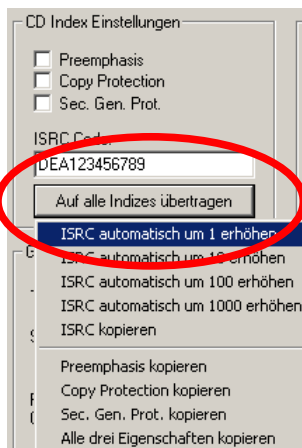 CD Index Einstellungen
Preemphasis
Copy Protection
Sec. Gen. Prot.
ISRC Code:
DEA123456789
Auf alle Indizes übertragen
ISRC automatisch um 1 erhöhen
ISRC automatisch um 10 erhöhen
ISRC automatisch um 100 erhöhen
ISRC automatisch um 1000 erhöhen
ISRC kopieren
Preemphasis kopieren
Copy Protection kopieren
Sec. Gen. Prot. kopieren
Alle drei Eigenschaften kopieren